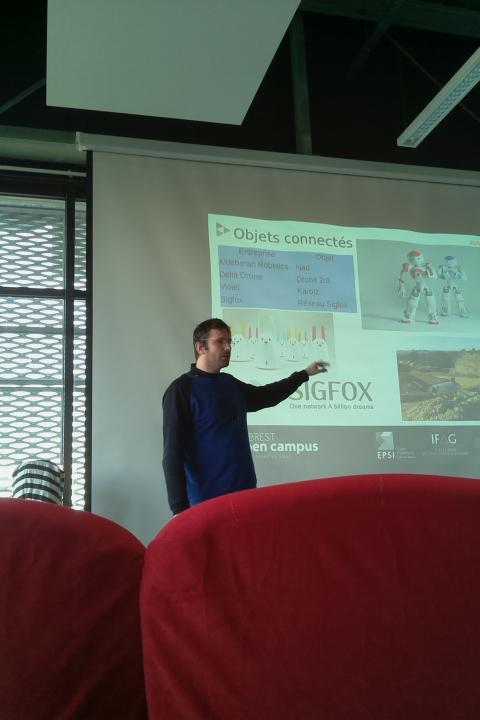 Objets connectés
Entreprise Objet
Aldebaran Robotics Nao
Delta Drone Drone 2.0
Violet Karotz
Sigfox Réseau Sigfox
SIGFOX
One network A billion dreams
BREST
en campus
EPSI
IFAG